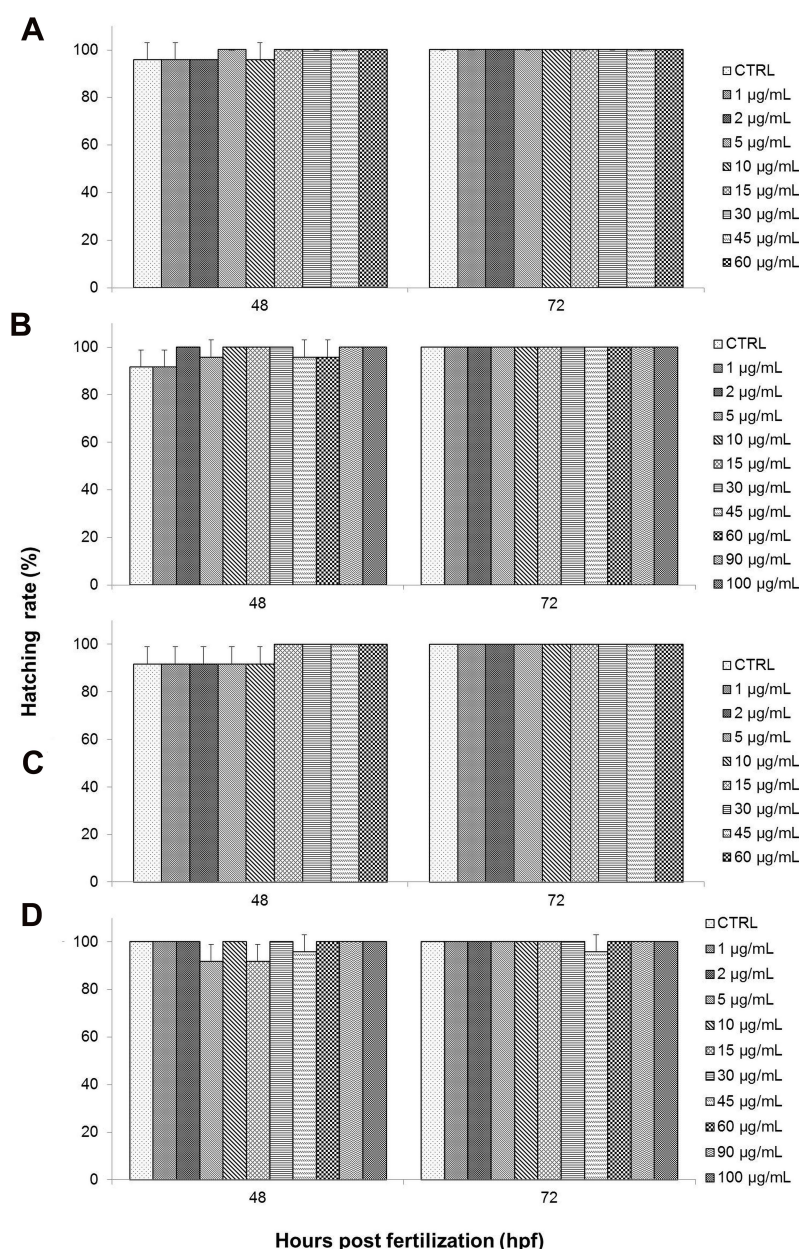 A
100
80
60
40
20
0
48
72
CTRL
1 µg/mL
2 µg/mL
5 µg/mL
10 µg/mL
15 µg/mL
30 µg/mL
45 µg/mL
60 µg/mL
B
100
80
60
40
20
0
48
72
CTRL
1 µg/mL
2 µg/mL
5 µg/mL
10 µg/mL
15 µg/mL
30 µg/mL
45 µg/mL
60 µg/mL
90 µg/mL
100 µg/mL
Hatching rate (%)
C
100
80
60
40
20
0
48
72
CTRL
1 µg/mL
2 µg/mL
5 µg/mL
10 µg/mL
15 µg/mL
30 µg/mL
45 µg/mL
60 µg/mL
D
100
80
60
40
20
0
48
72
CTRL
1 µg/mL
2 µg/mL
5 µg/mL
10 µg/mL
15 µg/mL
30 µg/mL
45 µg/mL
60 µg/mL
90 µg/mL
100 µg/mL
Hours post fertilization (hpf)